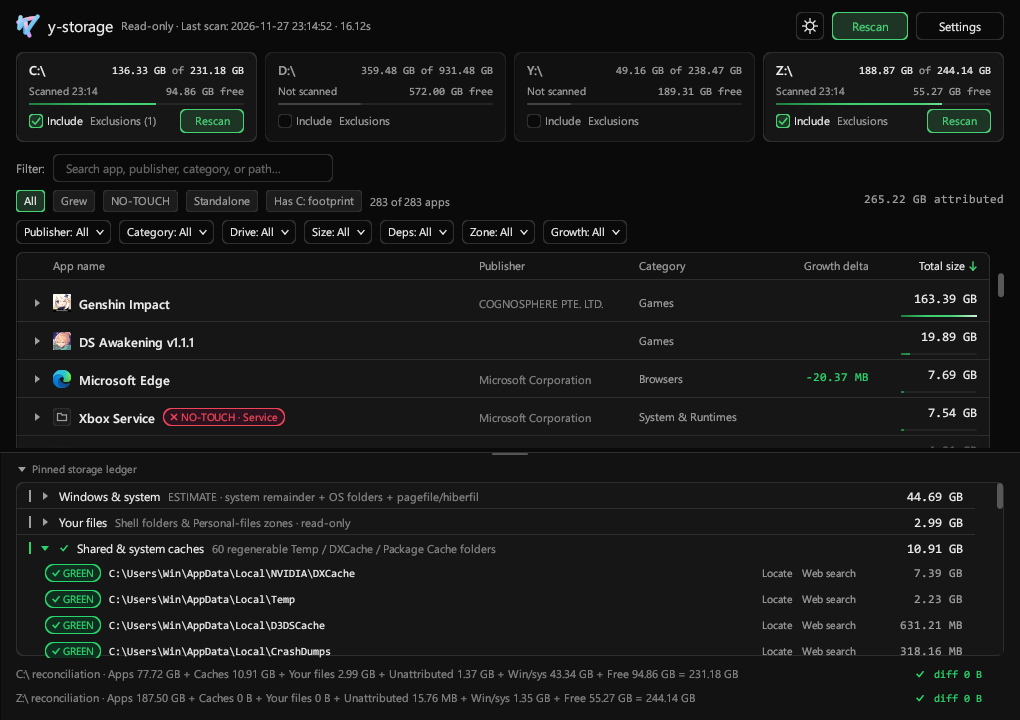 y-storage Read-only · Last scan: 2026-11-27 23:14:52 · 16.12s Rescan Settings
C:\ 136.33 GB of 231.18 GB
Scanned 23:14 94.86 GB free
Include Exclusions (1) Rescan
D:\ 359.48 GB of 931.48 GB
Not scanned 572.00 GB free
Include Exclusions
Y:\ 49.16 GB of 238.47 GB
Not scanned 189.31 GB free
Include Exclusions
Z:\ 188.87 GB of 244.14 GB
Scanned 23:14 55.27 GB free
Include Exclusions Rescan
Filter: Search app, publisher, category, or path...
All Grew NO-TOUCH Standalone Has C: footprint 283 of 283 apps 265.22 GB attributed
Publisher: All Category: All Drive: All Size: All Deps: All Zone: All Growth: All
App name Publisher Category Growth delta Total size ↓
Genshin Impact COGNOSPHERE PTE. LTD. Games 163.39 GB
DS Awakening v1.1.1 Games 19.89 GB
Microsoft Edge Microsoft Corporation Browsers -20.37 MB 7.69 GB
Xbox Service NO-TOUCH · Service Microsoft Corporation System & Runtimes 7.54 GB
Pinned storage ledger
Windows & system ESTIMATE · system remainder + OS folders + pagefile/hiberfil 44.69 GB
Your files Shell folders & Personal-files zones · read-only 2.99 GB
Shared & system caches 60 regenerable Temp / DXCache / Package Cache folders 10.91 GB
GREEN C:\Users\Win\AppData\Local\NVIDIA\DXCache Locate Web search 7.39 GB
GREEN C:\Users\Win\AppData\Local\Temp Locate Web search 2.23 GB
GREEN C:\Users\Win\AppData\Local\D3DSCache Locate Web search 631.21 MB
GREEN C:\Users\Win\AppData\Local\CrashDumps Locate Web search 318.16 MB
C:\ reconciliation · Apps 77.72 GB + Caches 10.91 GB + Your files 2.99 GB + Unattributed 1.37 GB + Win/sys 43.34 GB + Free 94.86 GB = 231.18 GB diff 0 B
Z:\ reconciliation · Apps 187.50 GB + Caches 0 B + Your files 0 B + Unattributed 15.76 MB + Win/sys 1.35 GB + Free 55.27 GB = 244.14 GB diff 0 B